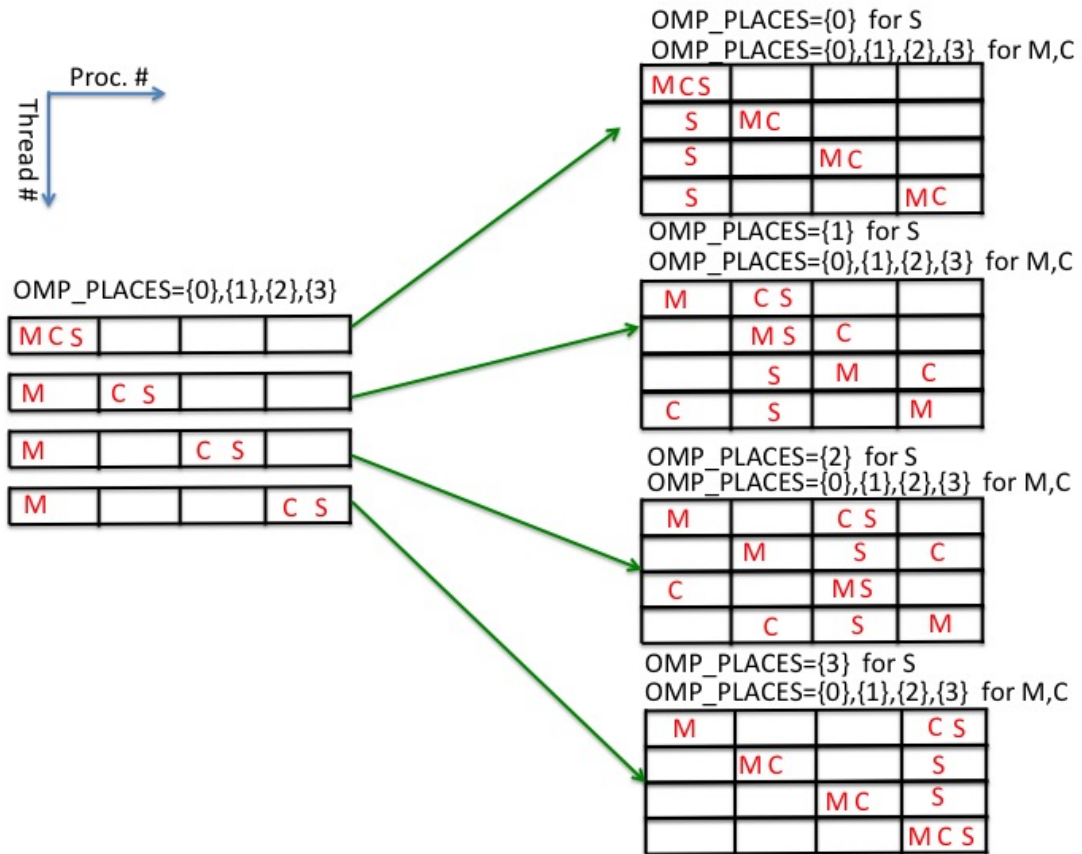 Proc. #
Thread #
OMP_PLACES={0},{1},{2},{3}
M C S
M C S
M C S
M C S
OMP_PLACES={0} for S
OMP_PLACES={0},{1},{2},{3} for M,C
M C S
S M C
S M C
S M C
OMP_PLACES={1} for S
OMP_PLACES={0},{1},{2},{3} for M,C
M C S
M S C
S M C
C S M
OMP_PLACES={2} for S
OMP_PLACES={0},{1},{2},{3} for M,C
M C S
M S C
C M S
C S M
OMP_PLACES={3} for S
OMP_PLACES={0},{1},{2},{3} for M,C
M C S
M C S
M C S
M C S